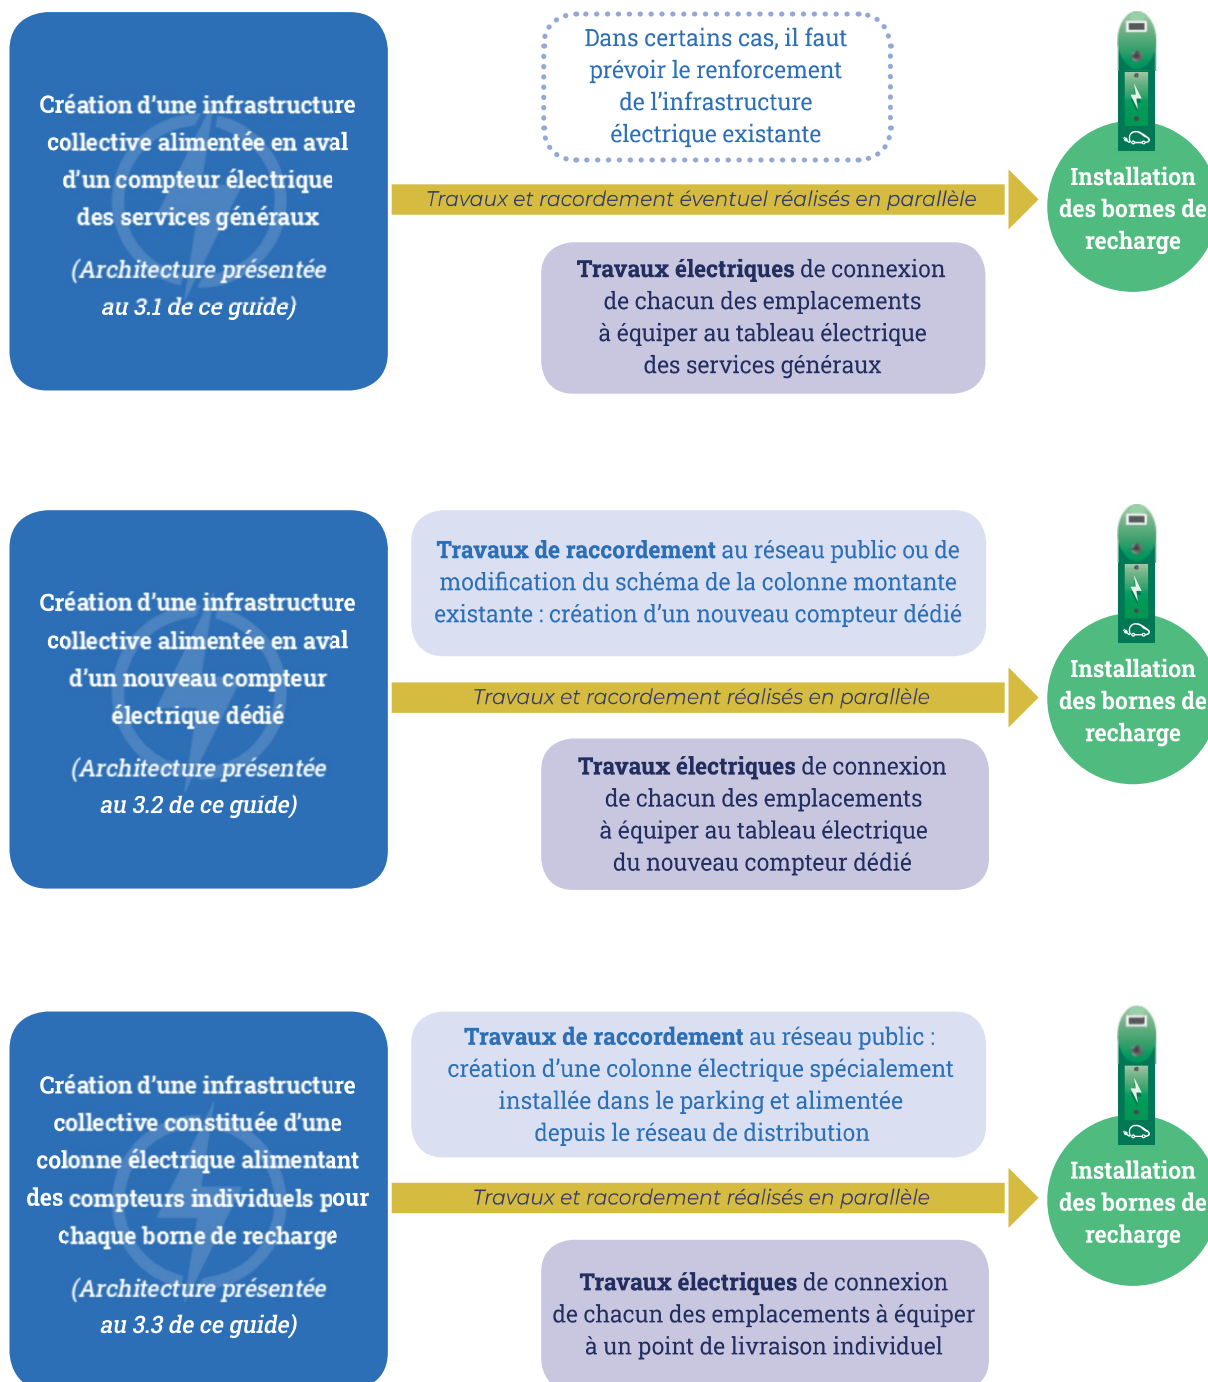 Création d'une infrastructure
collective alimentée en aval
d'un compteur électrique
des services généraux
(Architecture présentée
au 3.1 de ce guide)
Dans certains cas, il faut
prévoir le renforcement
de l'infrastructure
électrique existante
Travaux et racordement éventuel réalisés en parallèle
Travaux électriques de connexion
de chacun des emplacements
à équiper au tableau électrique
des services généraux
Installation
des bornes de
recharge
Création d'une infrastructure
collective alimentée en aval
d'un nouveau compteur
électrique dédié
(Architecture présentée
au 3.2 de ce guide)
Travaux de raccordement au réseau public ou de
modification du schéma de la colonne montante
existante : création d'un nouveau compteur dédié
Travaux et racordement réalisés en parallèle
Travaux électriques de connexion
de chacun des emplacements
à équiper au tableau électrique
du nouveau compteur dédié
Installation
des bornes de
recharge
Création d'une infrastructure
collective constituée d'une
colonne électrique alimentant
des compteurs individuels pour
chaque borne de recharge
(Architecture présentée
au 3.3 de ce guide)
Travaux de raccordement au réseau public :
création d'une colonne électrique spécialement
installée dans le parking et alimentée
depuis le réseau de distribution
Travaux et racordement réalisés en parallèle
Travaux électriques de connexion
de chacun des emplacements à équiper
à un point de livraison individuel
Installation
des bornes de
recharge